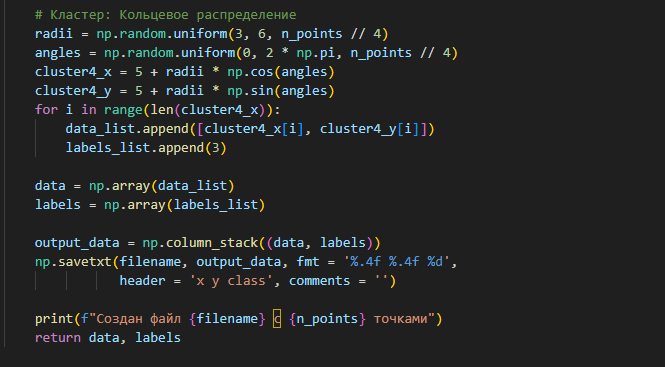 # Кластер: Кольцевое распределение
radii = np.random.uniform(3, 6, n_points // 4)
angles = np.random.uniform(0, 2 * np.pi, n_points // 4)
cluster4_x = 5 + radii * np.cos(angles)
cluster4_y = 5 + radii * np.sin(angles)
for i in range(len(cluster4_x)):
    data_list.append([cluster4_x[i], cluster4_y[i]])
    labels_list.append(3)
data = np.array(data_list)
labels = np.array(labels_list)
output_data = np.column_stack((data, labels))
np.savetxt(filename, output_data, fmt = '%.4f %.4f %d',
           header = 'x y class', comments = '')
print(f"Создан файл {filename} с {n_points} точками")
return data, labels